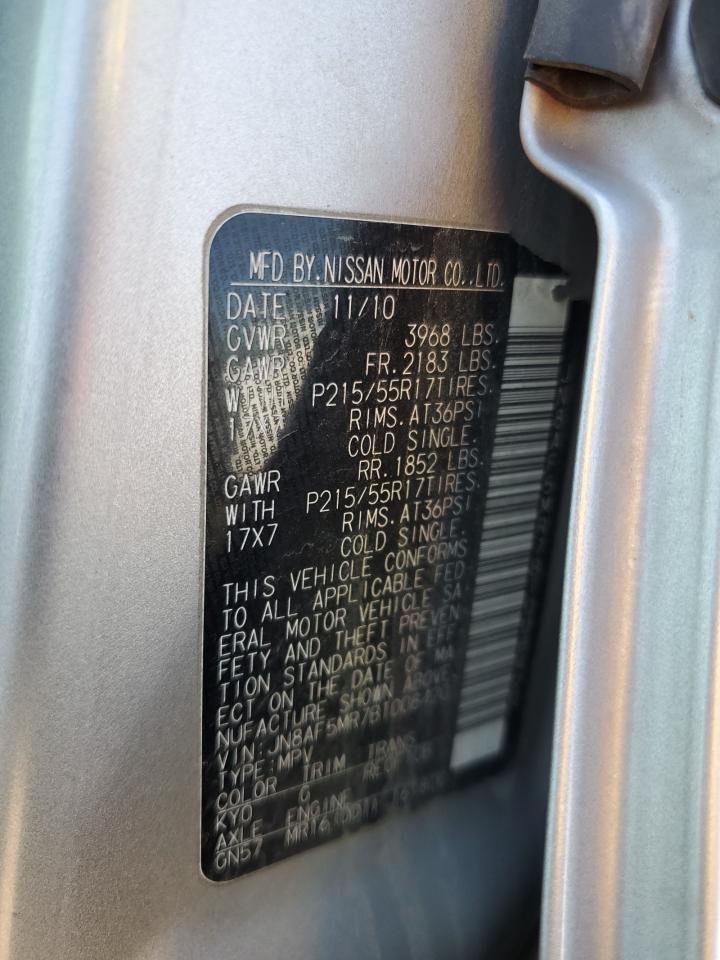 MFD BY.NISSAN MOTOR CO.,LTD.
DATE 11/10
GVWR 3968 LBS.
GAWR FR.2183 LBS.
W P215/55R17TIRES.
17X RIMS.AT36PSI
COLD SINGLE.
GAWR RR.1852 LBS.
WITH P215/55R17TIRES.
17X7 RIMS.AT36PSI
COLD SINGLE.
THIS VEHICLE CONFORMS
TO ALL APPLICABLE FED
ERAL MOTOR VEHICLE SA
FETY AND THEFT PREVEN
TION STANDARDS IN EFF
ECT ON THE DATE OF MA
NUFACTURE SHOWN ABOVE.
VIN:
TYPE:MPV
COLOR TRIM TRANS
KYO G
AXLE ENGINE
GN57